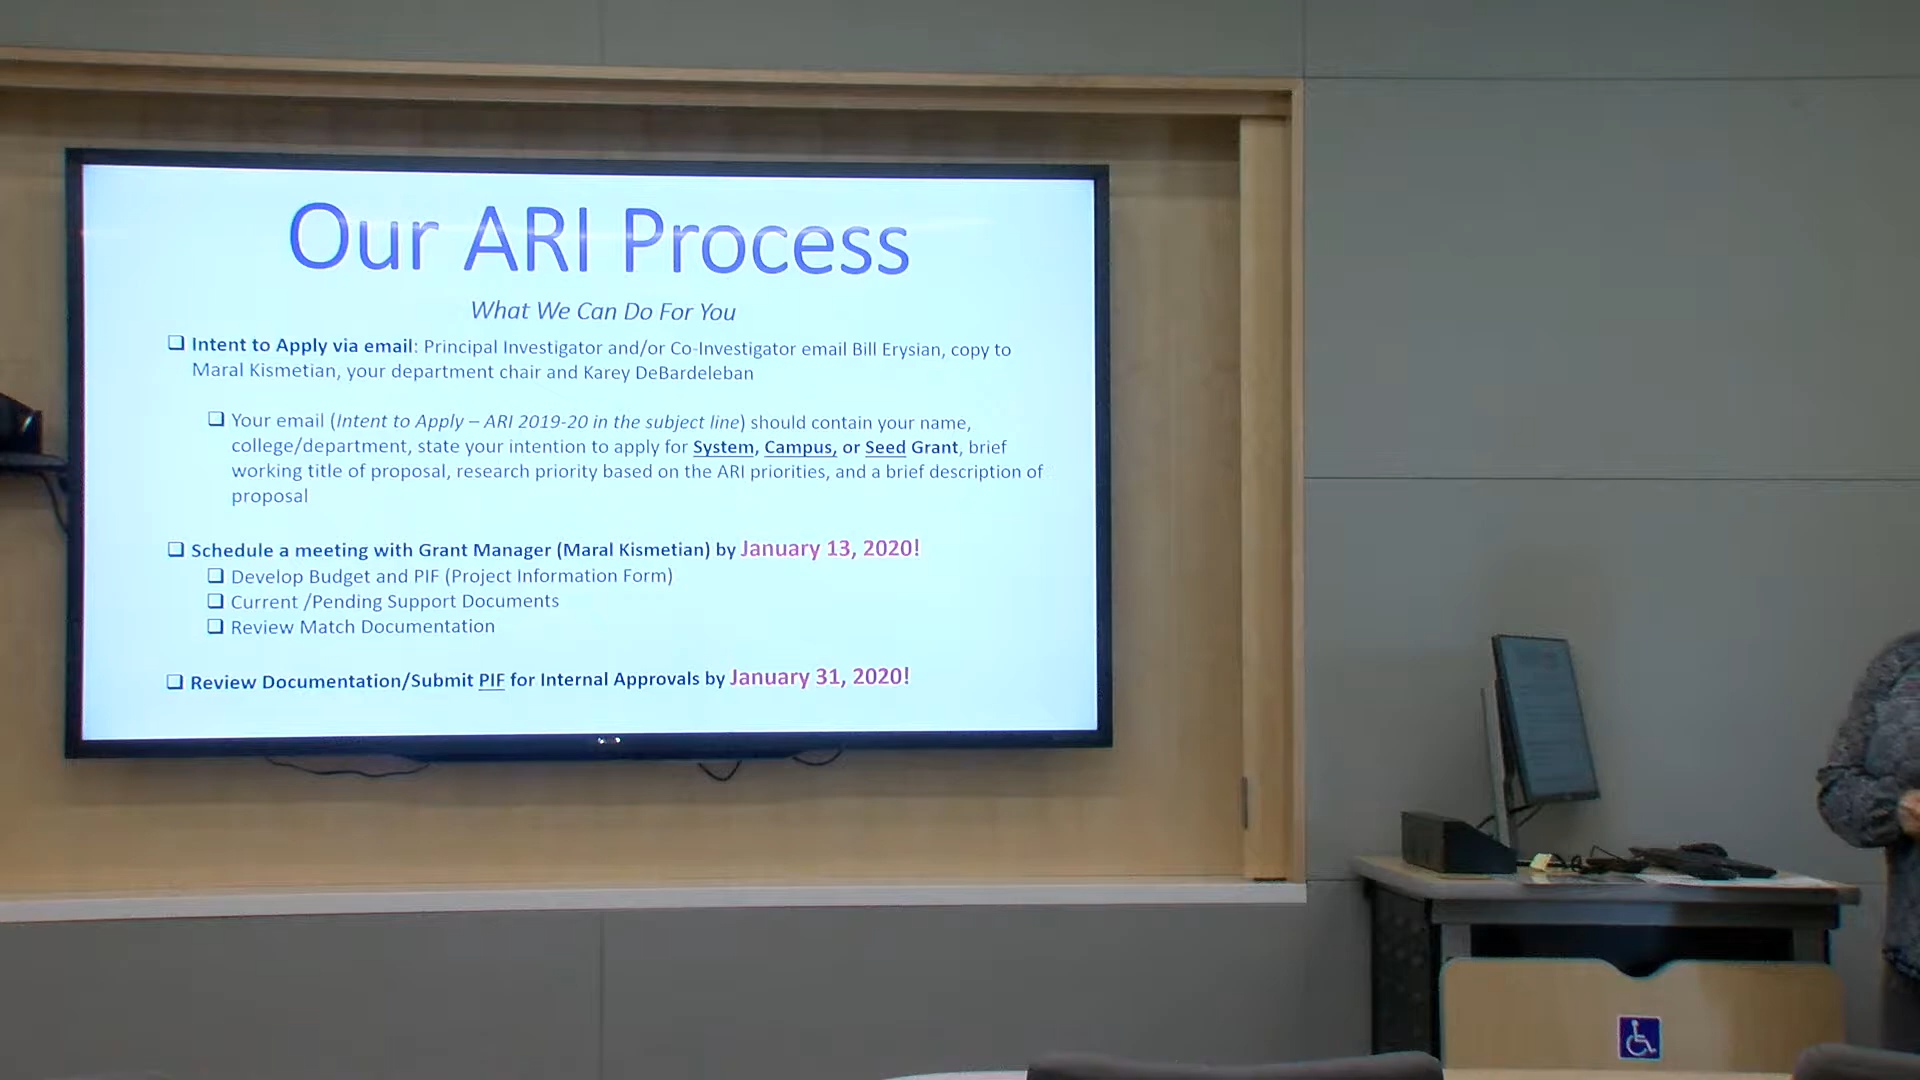 Our ARI Process
What We Can Do For You
❑ Intent to Apply via email: Principal Investigator and/or Co-Investigator email Bill Erysian, copy to
Maral Kismetian, your department chair and Karey DeBardeleban
❑ Your email (Intent to Apply – ARI 2019-20 in the subject line) should contain your name,
college/department, state your intention to apply for System, Campus, or Seed Grant, brief
working title of proposal, research priority based on the ARI priorities, and a brief description of
proposal
❑ Schedule a meeting with Grant Manager (Maral Kismetian) by January 13, 2020!
❑ Develop Budget and PIF (Project Information Form)
❑ Current /Pending Support Documents
❑ Review Match Documentation
❑ Review Documentation/Submit PIF for Internal Approvals by January 31, 2020!